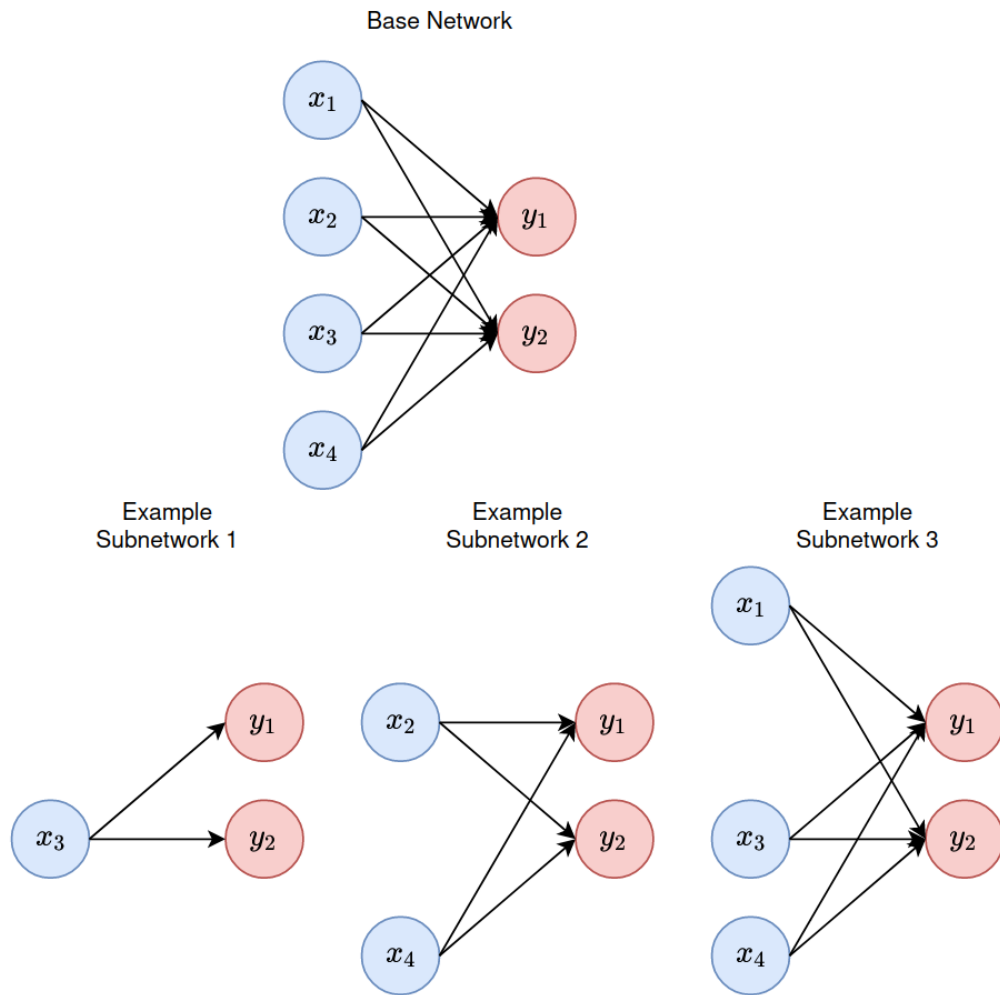 Base Network
x₁
x₂
y₁
x₃
y₂
x₄
Example
Subnetwork 1
Example
Subnetwork 2
Example
Subnetwork 3
y₁
x₃
y₂
x₂
y₁
y₂
x₄
x₁
y₁
x₃
y₂
x₄